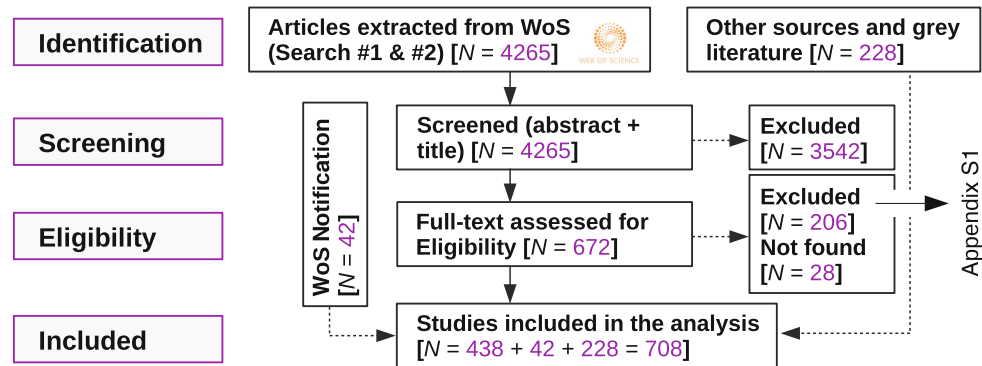 Identification
Articles extracted from WoS
(Search #1 & #2) [N = 4265]
WEB OF SCIENCE
Other sources and grey
literature [N = 228]
Screening
Screened (abstract +
title) [N = 4265]
Excluded
[N = 3542]
WoS Notification
[N = 42]
Eligibility
Full-text assessed for
Eligibility [N = 672]
Excluded
[N = 206]
Not found
[N = 28]
Appendix S1
Included
Studies included in the analysis
[N = 438 + 42 + 228 = 708]